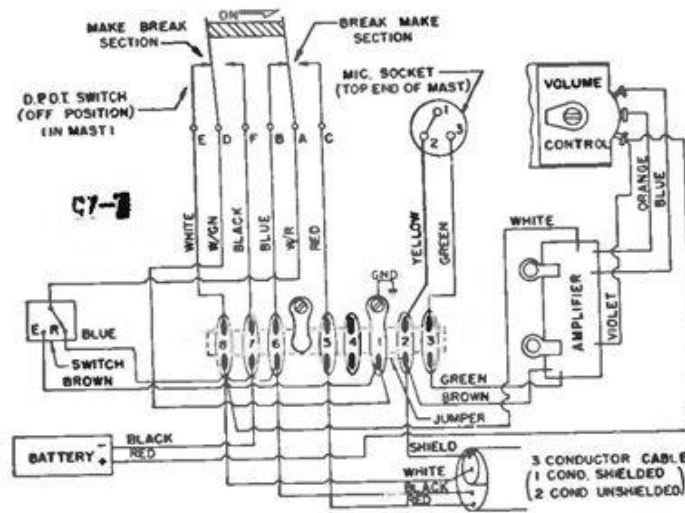 ON
MAKE BREAK
SECTION
BREAK MAKE
SECTION
D.P.D.T. SWITCH
(OFF POSITION)
(IN MAST)
MIC. SOCKET
(TOP END OF MAST)
VOLUME
CONTROL
1
2 3
E D F B A C
WHITE
W/GN
BLACK
BLUE
W/R
RED
YELLOW
GREEN
ORANGE
BLUE
WHITE
GND
VIOLET
AMPLIFIER
E R
BLUE
8 7 6 5 4 1 2 3
SWITCH
BROWN
GREEN
BROWN
JUMPER
BATTERY
-
+
BLACK
RED
SHIELD
WHITE
BLACK
RED
3 CONDUCTOR CABLE
(1 COND. SHIELDED)
(2 COND UNSHIELDED)